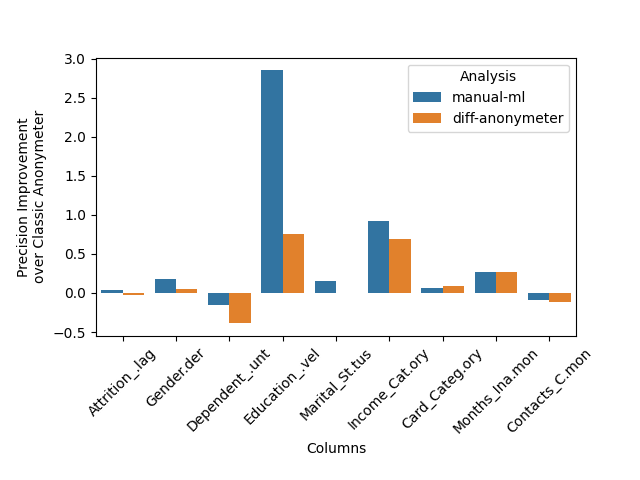 3.0
2.5
2.0
1.5
1.0
0.5
0.0
−0.5
Precision Improvement
over Classic Anonymeter
Analysis
manual-ml
diff-anonymeter
Attrition_.lag
Gender.der
Dependent_.unt
Education_.vel
Marital_St.tus
Income_Cat.ory
Card_Categ.ory
Months_Ina.mon
Contacts_C.mon
Columns